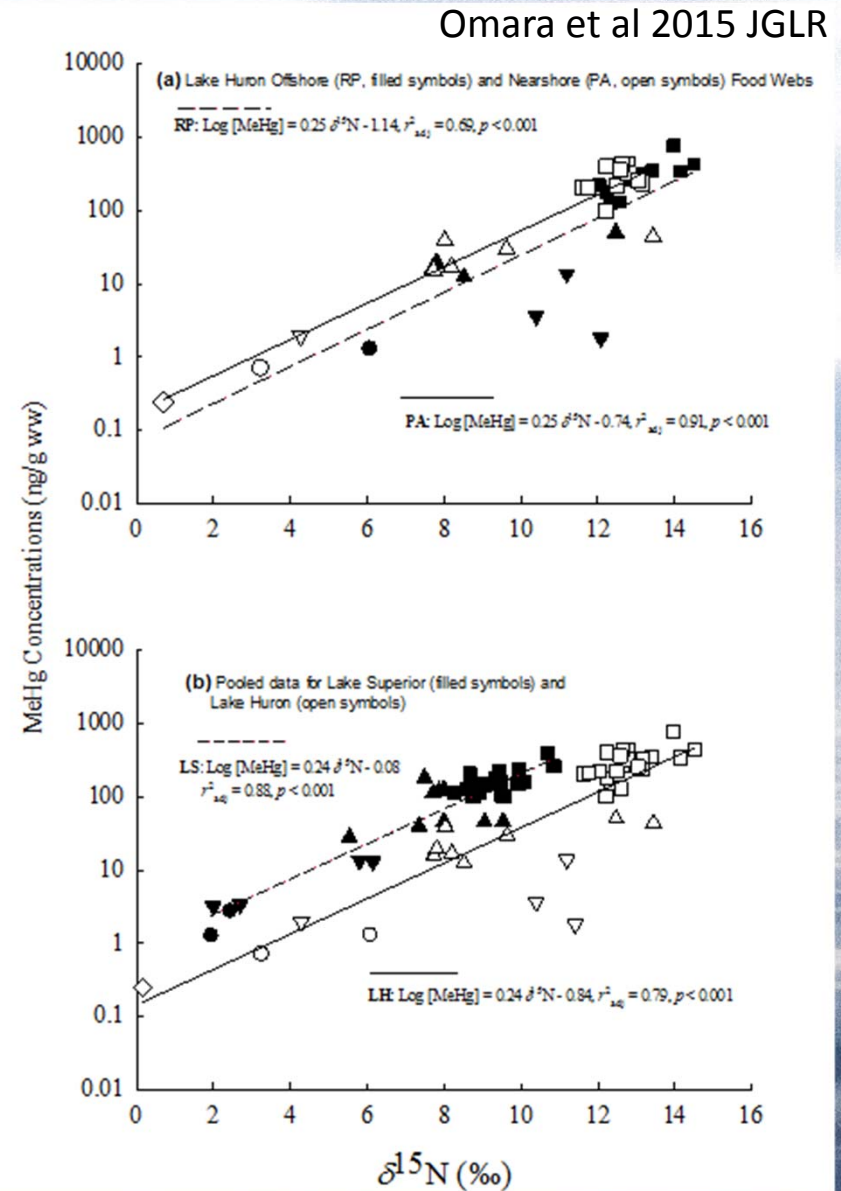 Omara et al 2015 JGLR
(a) Lake Huron Offshore (RP, filled symbols) and Nearshore (PA, open symbols) Food Webs
RP: Log [MeHg] = 0.25 δ¹⁵N - 1.14, r²adj = 0.69, p < 0.001
PA: Log [MeHg] = 0.25 δ¹⁵N - 0.74, r²adj = 0.91, p < 0.001
10000
1000
100
10
1
0.1
0.01
0 2 4 6 8 10 12 14 16
MeHg Concentrations (ng/g ww)
(b) Pooled data for Lake Superior (filled symbols) and
Lake Huron (open symbols)
LS: Log [MeHg] = 0.24 δ¹⁵N - 0.08
r²adj = 0.88, p < 0.001
LH: Log [MeHg] = 0.24 δ¹⁵N - 0.84, r²adj = 0.79, p < 0.001
10000
1000
100
10
1
0.1
0.01
0 2 4 6 8 10 12 14 16
δ15N (‰)